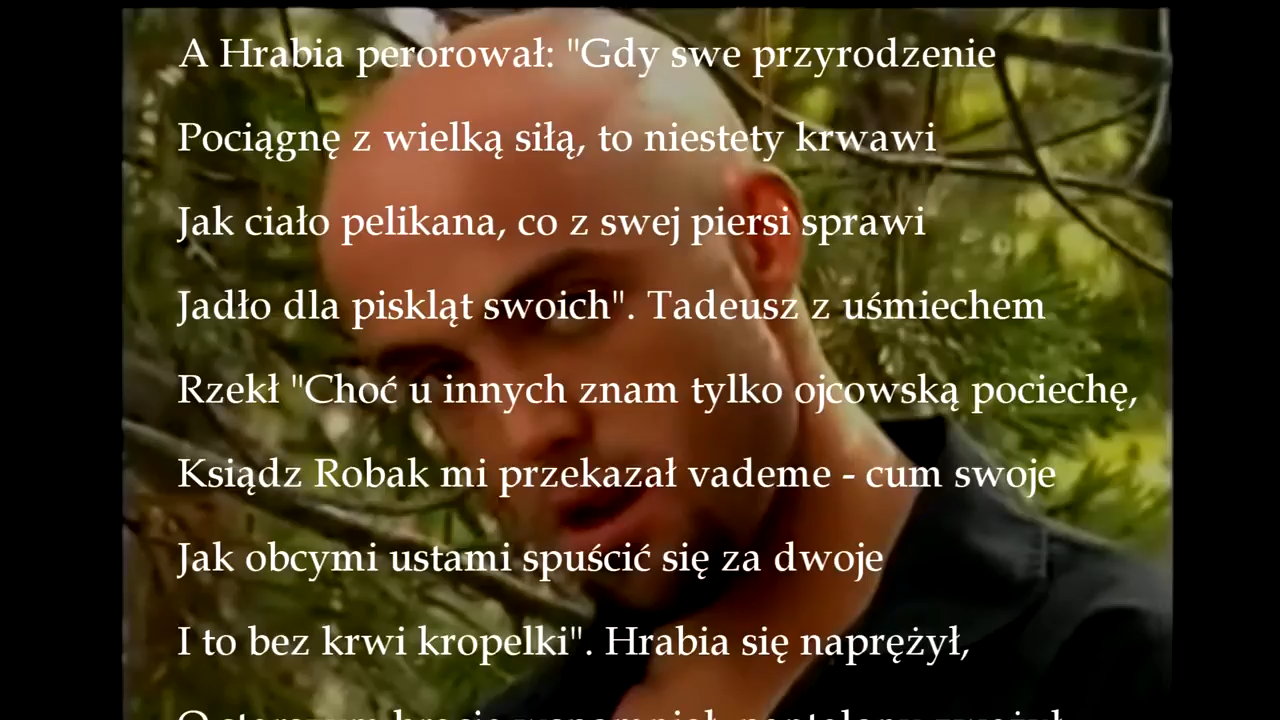 A Hrabia perorował: "Gdy swe przyrodzenie
Pociągnę z wielką siłą, to niestety krwawi
Jak ciało pelikana, co z swej piersi sprawi
Jadło dla piskląt swoich". Tadeusz z uśmiechem
Rzekł "Choć u innych znam tylko ojcowską pociechę,
Ksiądz Robak mi przekazał vademe - cum swoje
Jak obcymi ustami spuścić się za dwoje
I to bez krwi kropelki". Hrabia się naprężył,